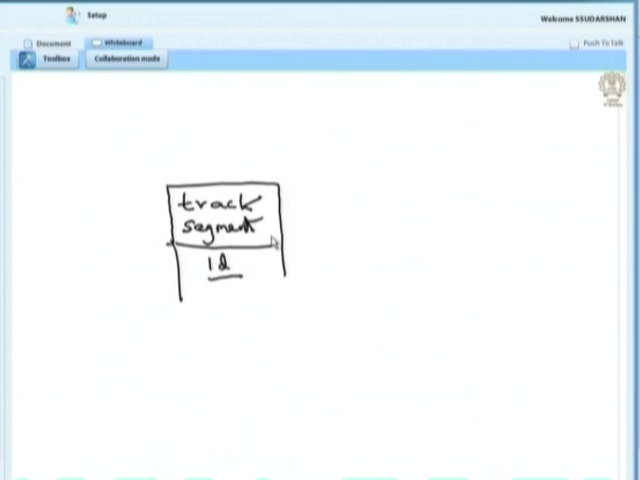 Setup
Welcome SSUDARSHAN
Document
Whiteboard
Push To Talk
Toolbox
Collaboration mode
track
segment
id